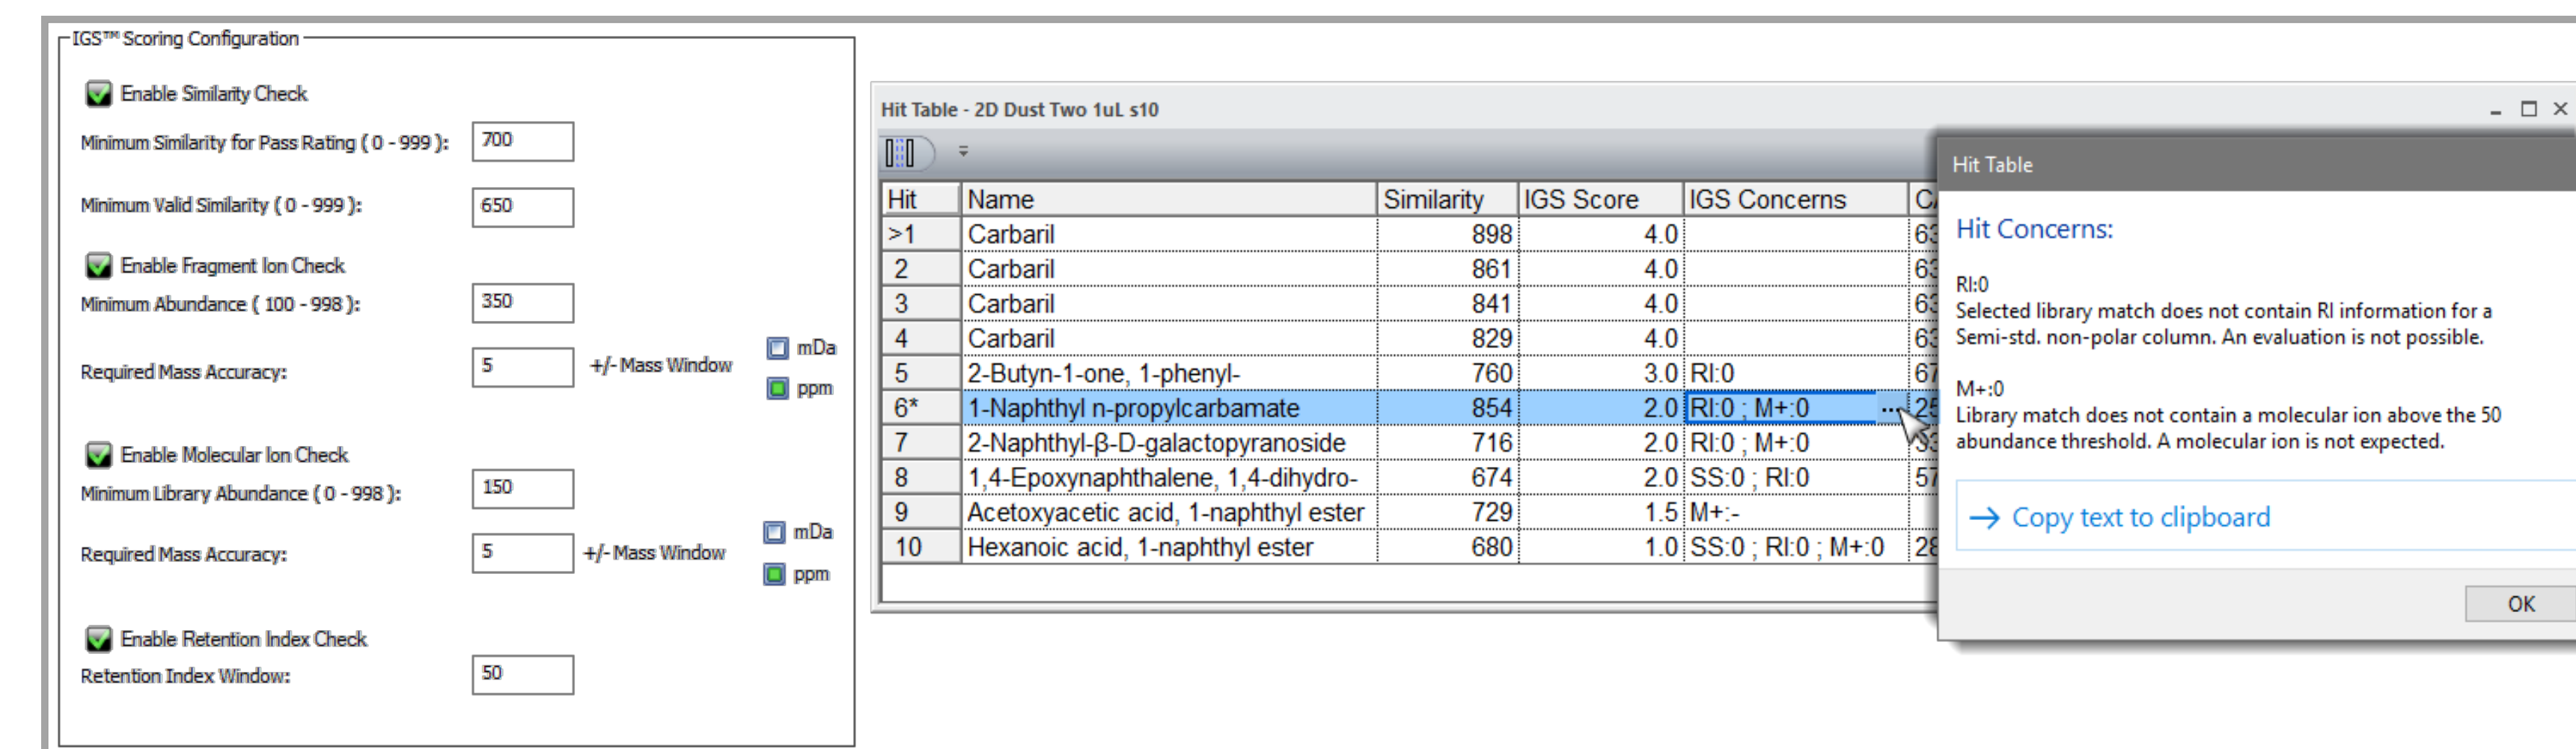 IGS™ Scoring Configuration
Enable Similarity Check
Minimum Similarity for Pass Rating ( 0 - 999 ): 700
Minimum Valid Similarity ( 0 - 999 ): 650
Enable Fragment Ion Check
Minimum Abundance ( 100 - 998 ): 350
Required Mass Accuracy: 5 +/- Mass Window
mDa
ppm
Enable Molecular Ion Check
Minimum Library Abundance ( 0 - 998 ): 150
Required Mass Accuracy: 5 +/- Mass Window
mDa
ppm
Enable Retention Index Check
Retention Index Window: 50
Hit Table - 2D Dust Two 1uL s10
Hit Name Similarity IGS Score IGS Concerns
>1 Carbaril 898 4.0 63
2 Carbaril 861 4.0 63
3 Carbaril 841 4.0 63
4 Carbaril 829 4.0 63
5 2-Butyn-1-one, 1-phenyl- 760 3.0 RI:0 67
6* 1-Naphthyl n-propylcarbamate 854 2.0 RI:0 ; M+:0 ... 25
7 2-Naphthyl-β-D-galactopyranoside 716 2.0 RI:0 ; M+:0
8 1,4-Epoxynaphthalene, 1,4-dihydro- 674 2.0 SS:0 ; RI:0 57
9 Acetoxyacetic acid, 1-naphthyl ester 729 1.5 M+:-
10 Hexanoic acid, 1-naphthyl ester 680 1.0 SS:0 ; RI:0 ; M+:0 28
Hit Table
Hit Concerns:
RI:0
Selected library match does not contain RI information for a
Semi-std. non-polar column. An evaluation is not possible.
M+:0
Library match does not contain a molecular ion above the 50
abundance threshold. A molecular ion is not expected.
→ Copy text to clipboard
OK